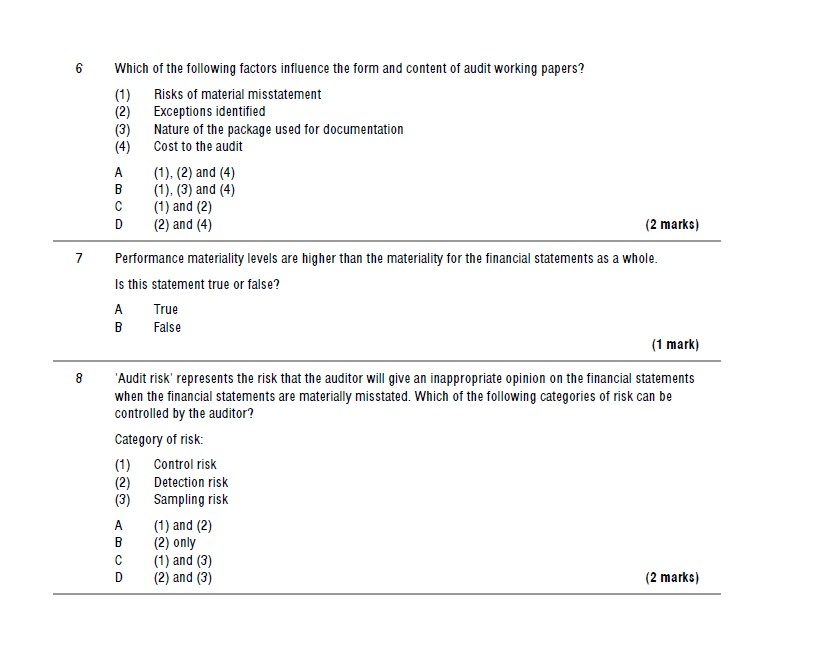 6 Which of the following factors influence the form and content of audit working papers?
(1) Risks of material misstatement
(2) Exceptions identified
(3) Nature of the package used for documentation
(4) Cost to the audit
A (1), (2) and (4)
B (1), (3) and (4)
C (1) and (2)
D (2) and (4) (2 marks)
7 Performance materiality levels are higher than the materiality for the financial statements as a whole.
Is this statement true or false?
A True
B False
(1 mark)
8 'Audit risk' represents the risk that the auditor will give an inappropriate opinion on the financial statements
when the financial statements are materially misstated. Which of the following categories of risk can be
controlled by the auditor?
Category of risk:
(1) Control risk
(2) Detection risk
(3) Sampling risk
A (1) and (2)
B (2) only
C (1) and (3)
D (2) and (3) (2 marks)